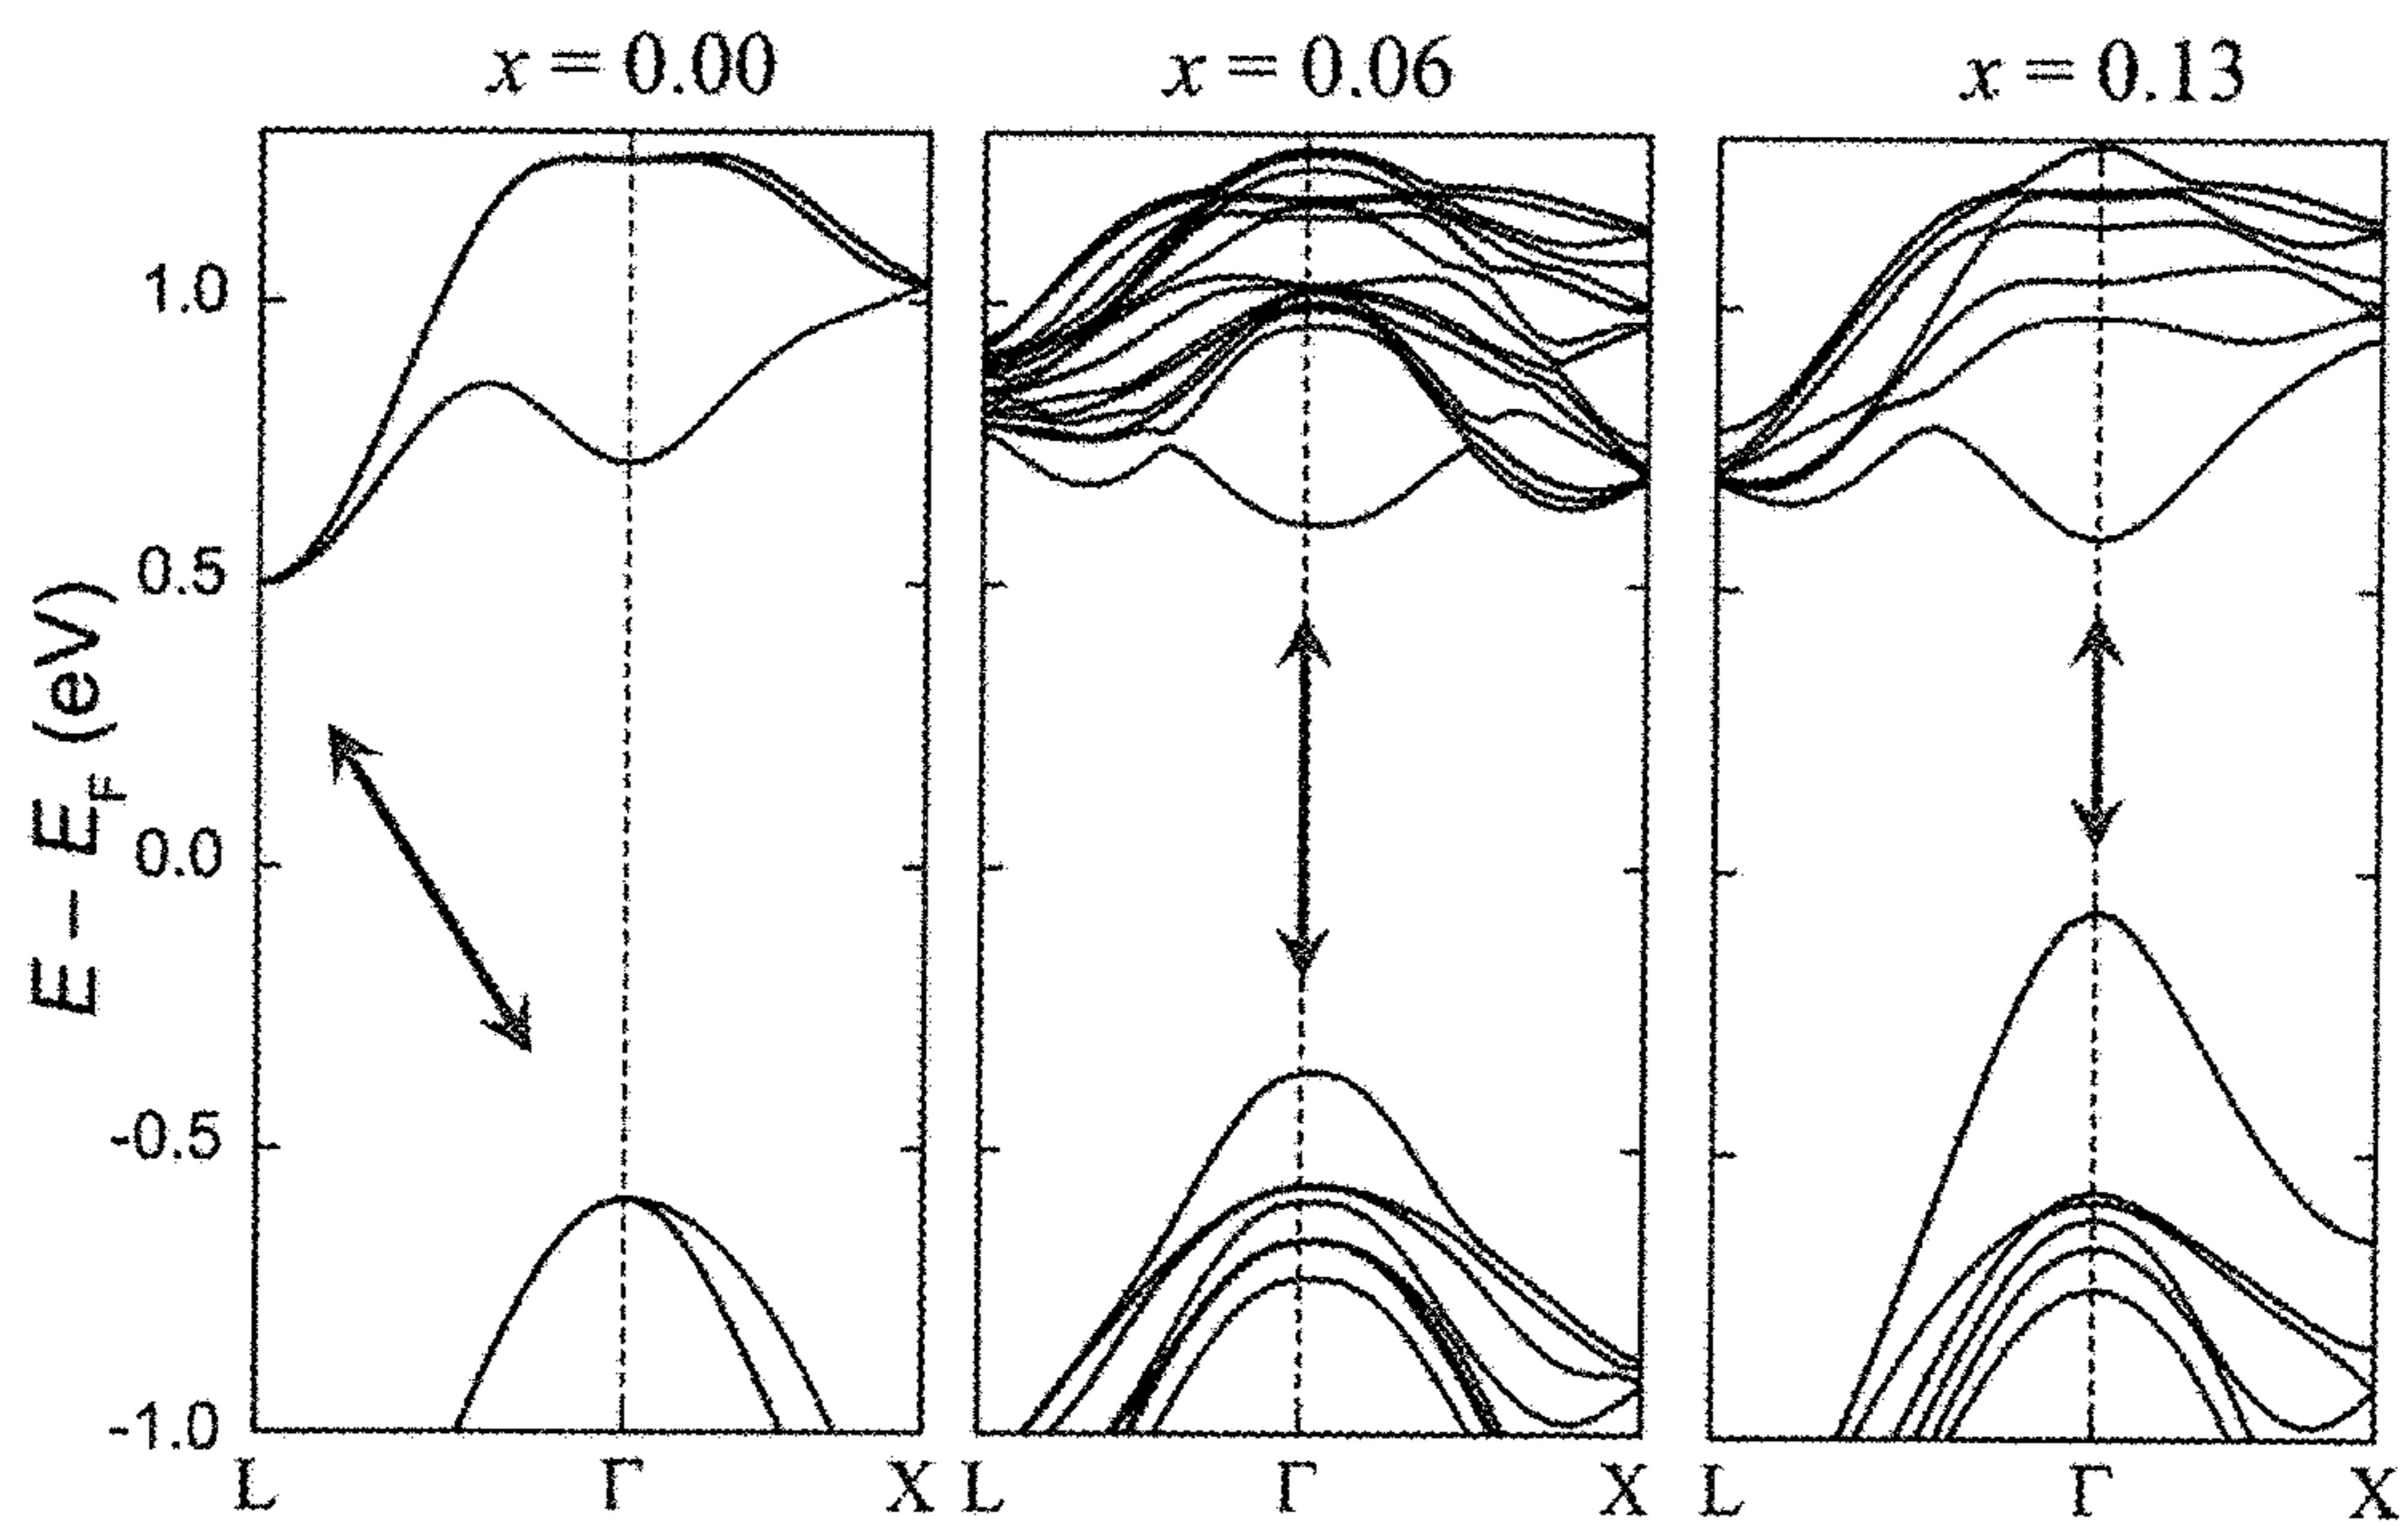 x = 0.00
x = 0.06
x = 0.13
E – E_F (eV)
1.0
0.5
0.0
-0.5
-1.0
L Γ X
L Γ X
L Γ X